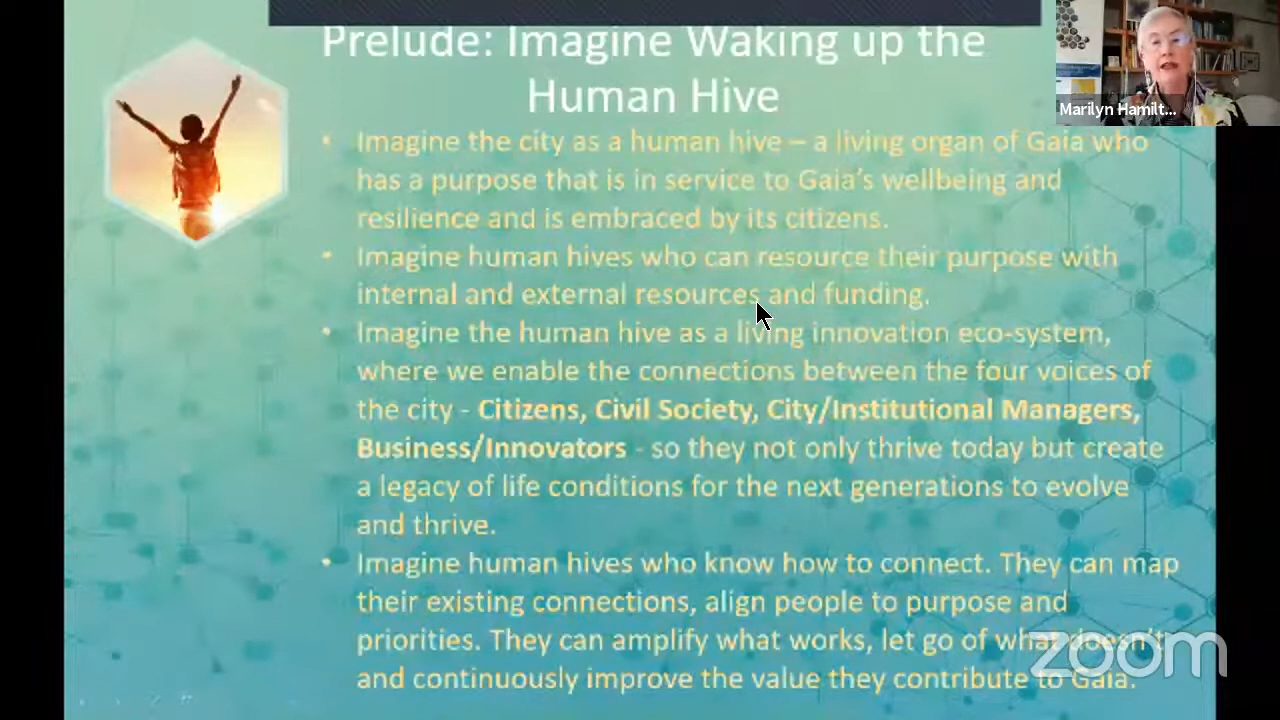 Prelude: Imagine Waking up the
Human Hive
Marilyn Hamilt...
• Imagine the city as a human hive – a living organ of Gaia who
has a purpose that is in service to Gaia's wellbeing and
resilience and is embraced by its citizens.
• Imagine human hives who can resource their purpose with
internal and external resources and funding.
• Imagine the human hive as a living innovation eco-system,
where we enable the connections between the four voices of
the city - Citizens, Civil Society, City/Institutional Managers,
Business/Innovators - so they not only thrive today but create
a legacy of life conditions for the next generations to evolve
and thrive.
• Imagine human hives who know how to connect. They can map
their existing connections, align people to purpose and
priorities. They can amplify what works, let go of what doesn't
and continuously improve the value they contribute to Gaia.
zoom